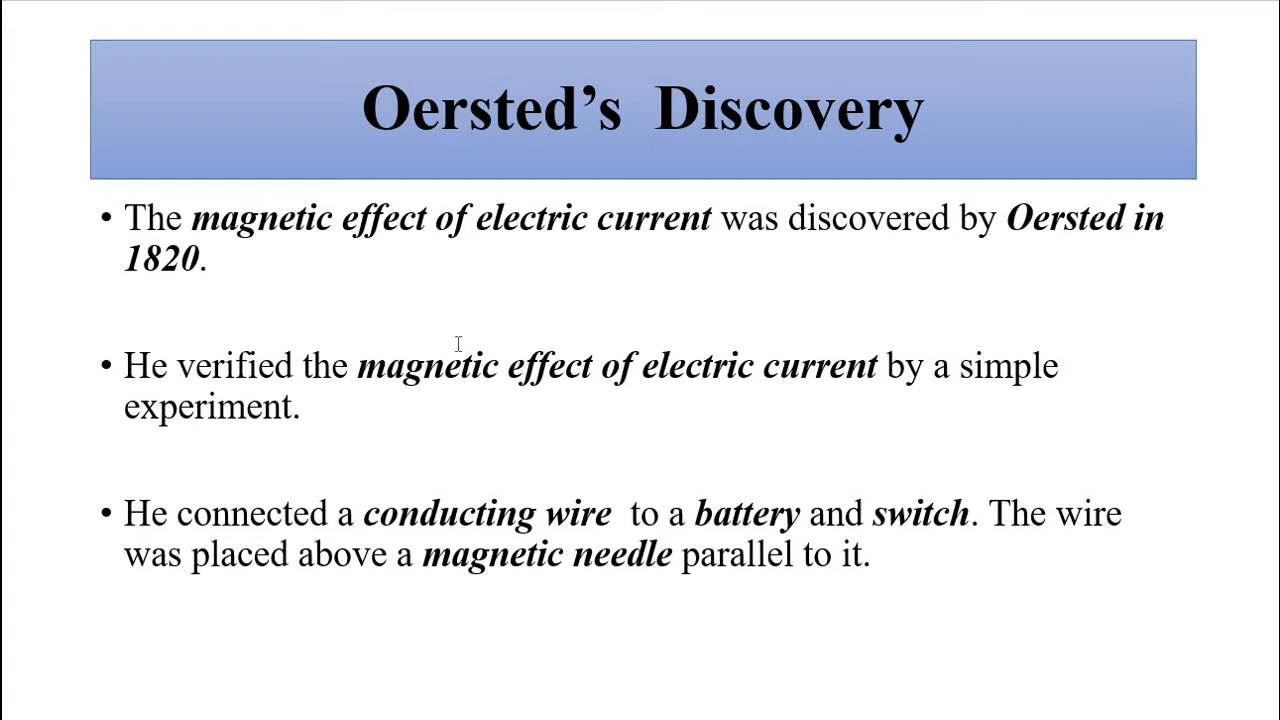 Oersted’s Discovery
• The magnetic effect of electric current was discovered by Oersted in
1820.
• He verified the magnetic effect of electric current by a simple
experiment.
• He connected a conducting wire to a battery and switch. The wire
was placed above a magnetic needle parallel to it.